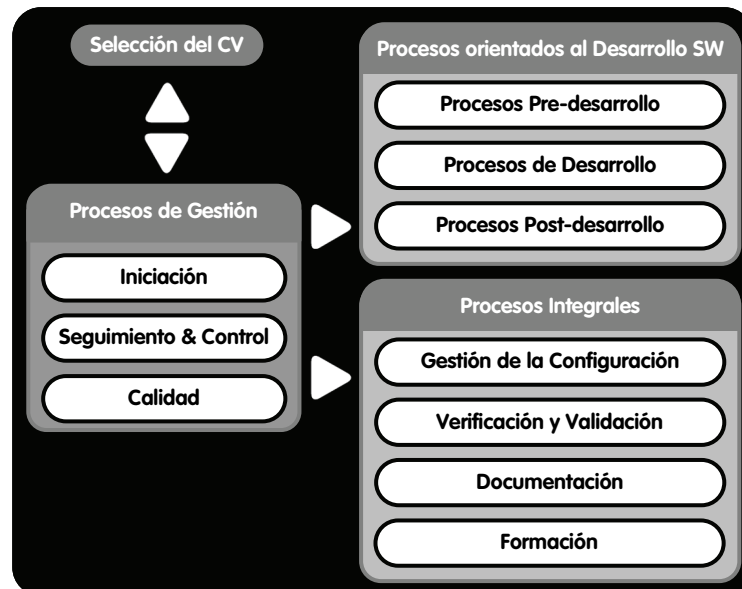 Selección del CV
Procesos de Gestión
Iniciación
Seguimiento & Control
Calidad
Procesos orientados al Desarrollo SW
Procesos Pre-desarrollo
Procesos de Desarrollo
Procesos Post-desarrollo
Procesos Integrales
Gestión de la Configuración
Verificación y Validación
Documentación
Formación